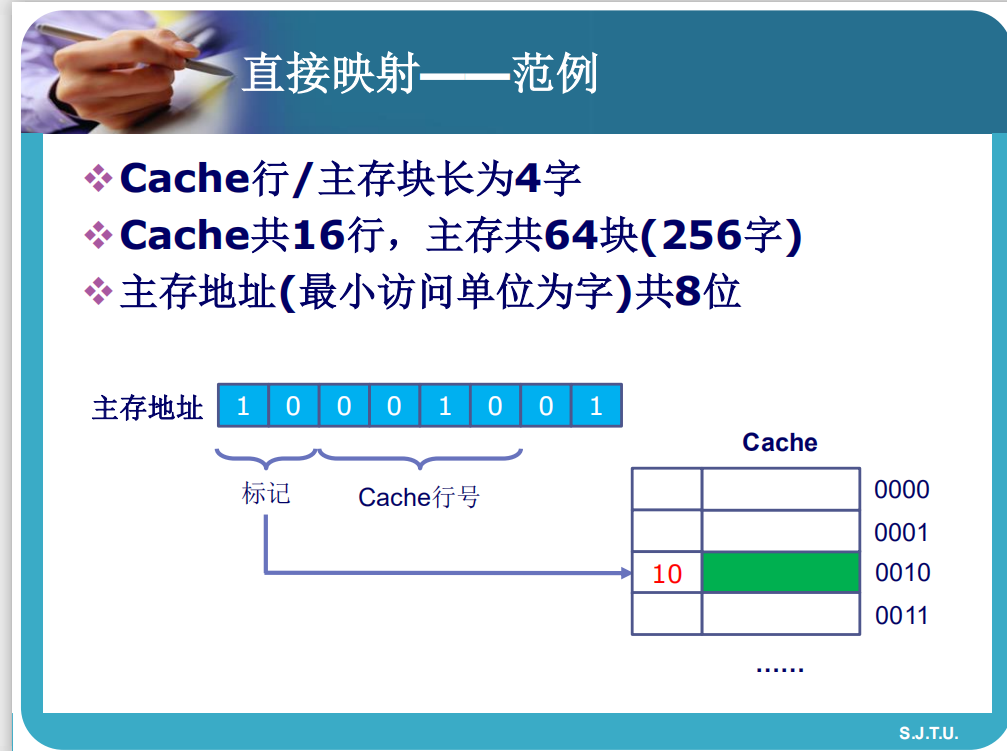 直接映射——范例
Cache行/主存块长为4字
Cache共16行，主存共64块(256字)
主存地址(最小访问单位为字)共8位
主存地址 1 0 0 0 1 0 0 1
标记 Cache行号
Cache
0000
0001
10 0010
0011
……
S.J.T.U.